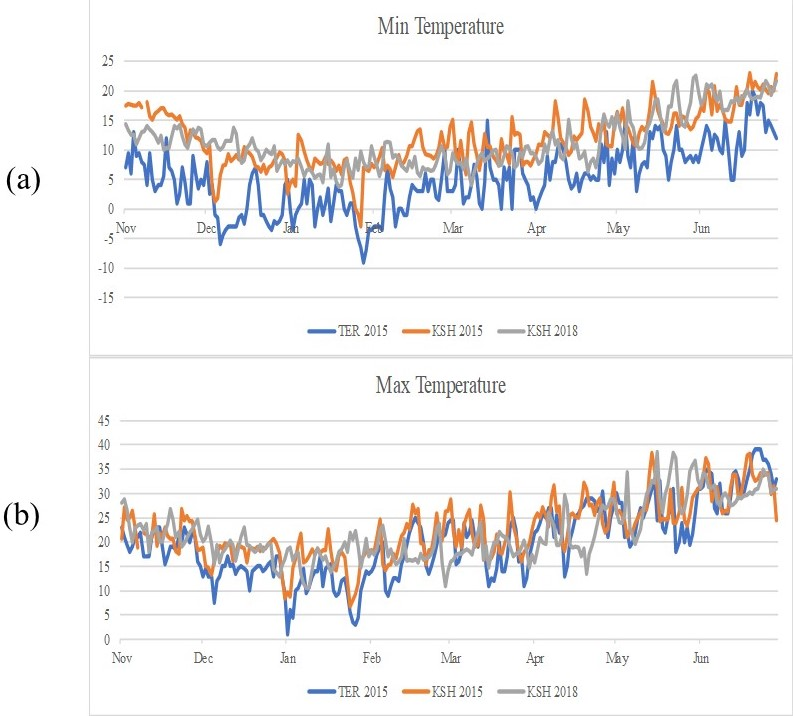 (a)
Min Temperature
25
20
15
10
5
0
Nov Dec Jan Feb Mar Apr May Jun
-5
-10
-15
TER 2015 KSH 2015 KSH 2018
(b)
Max Temperature
45
40
35
30
25
20
15
10
5
0
Nov Dec Jan Feb Mar Apr May Jun
TER 2015 KSH 2015 KSH 2018